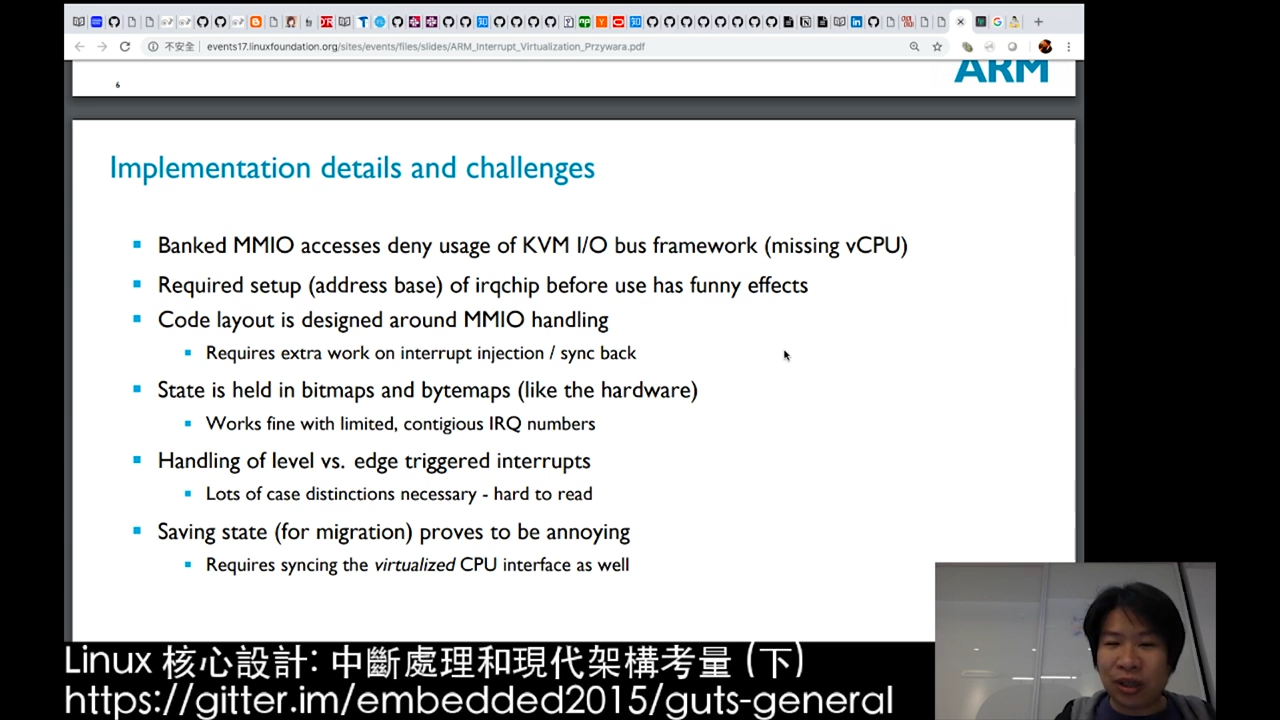 不安全
events17.linuxfoundation.org/sites/events/files/slides/ARM_Interrupt_Virtualization_Przywara.pdf
6
ARM
Implementation details and challenges
Banked MMIO accesses deny usage of KVM I/O bus framework (missing vCPU)
Required setup (address base) of irqchip before use has funny effects
Code layout is designed around MMIO handling
Requires extra work on interrupt injection / sync back
State is held in bitmaps and bytemaps (like the hardware)
Works fine with limited, contigious IRQ numbers
Handling of level vs. edge triggered interrupts
Lots of case distinctions necessary - hard to read
Saving state (for migration) proves to be annoying
Requires syncing the virtualized CPU interface as well
Linux 核心設計: 中斷處理和現代架構考量 (下)
https://gitter.im/embedded2015/guts-general